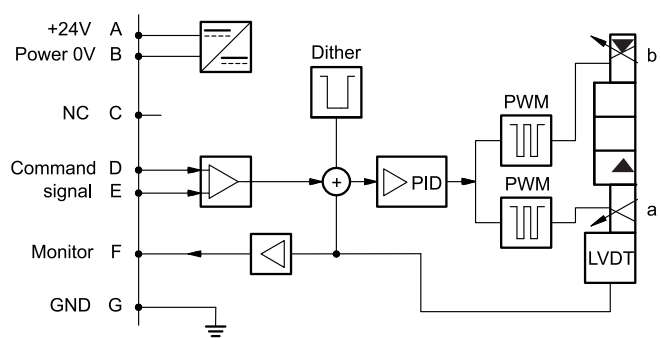 +24V A
Power 0V B
Dither
b
NC C
PWM
Command D
signal E
+
PID
PWM
a
Monitor F
LVDT
GND G